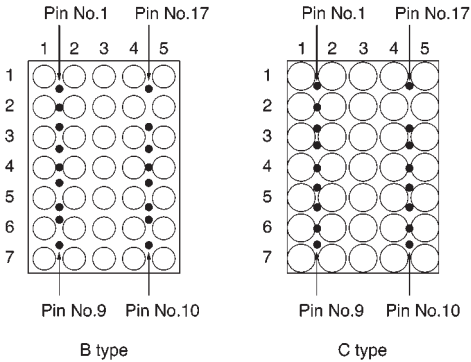 Pin No.1 Pin No.17 Pin No.1 Pin No.17
1 2 3 4 5 1 2 3 4 5
1 1
2 2
3 3
4 4
5 5
6 6
7 7
Pin No.9 Pin No.10 Pin No.9 Pin No.10
B type C type